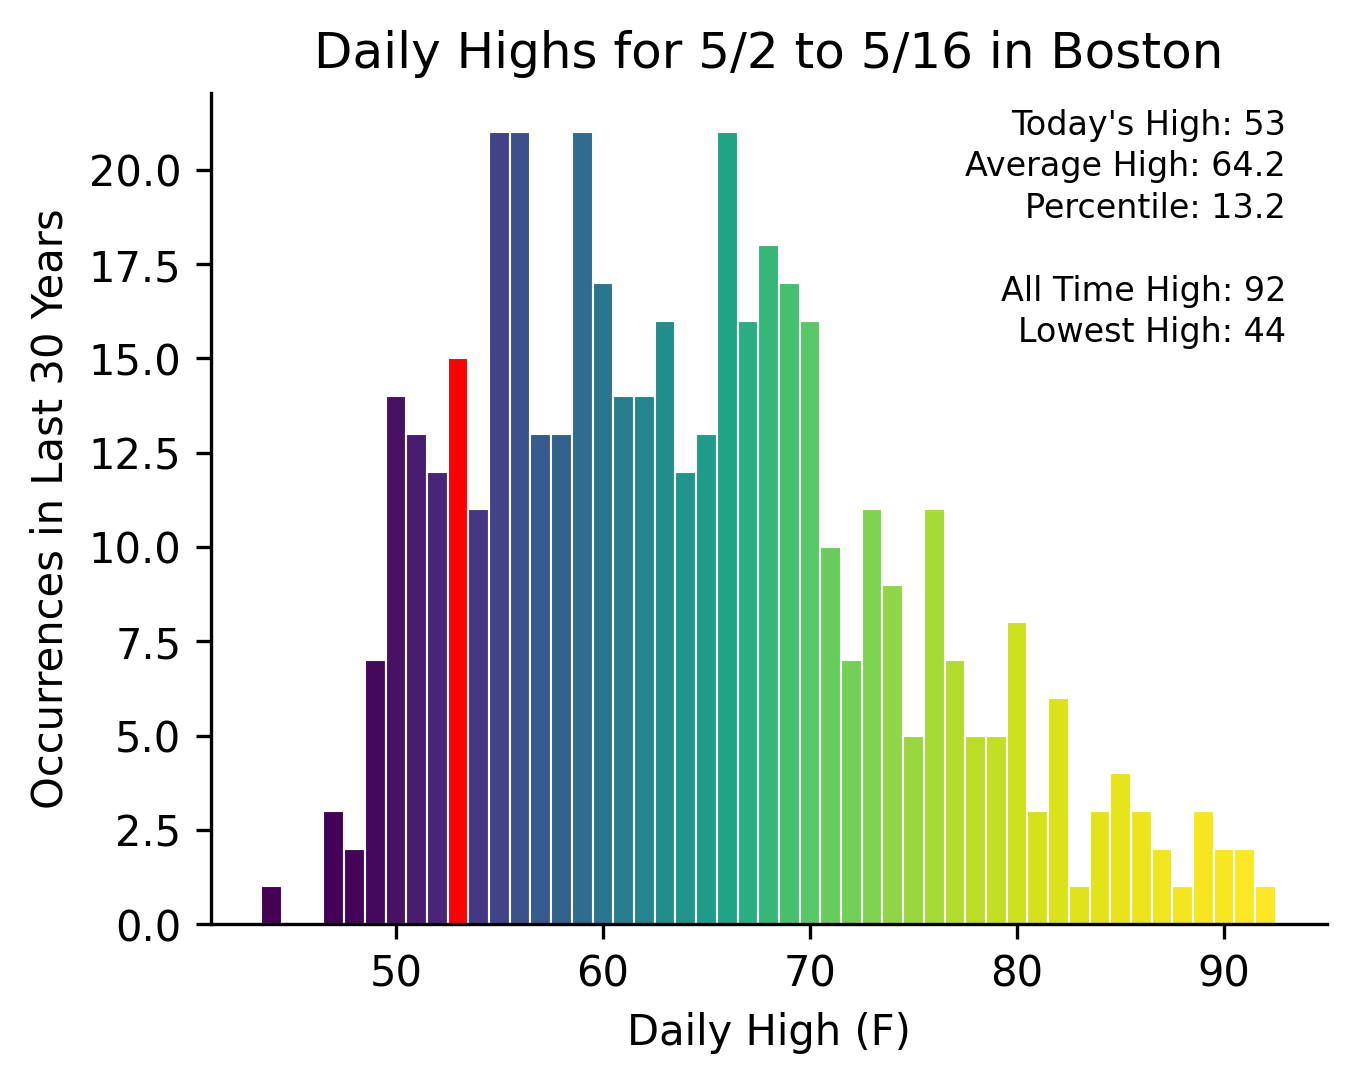 Daily Highs for 5/2 to 5/16 in Boston
Today's High: 53
Average High: 64.2
Percentile: 13.2
All Time High: 92
Lowest High: 44
Occurrences in Last 30 Years
20.0
17.5
15.0
12.5
10.0
7.5
5.0
2.5
0.0
50 60 70 80 90
Daily High (F)